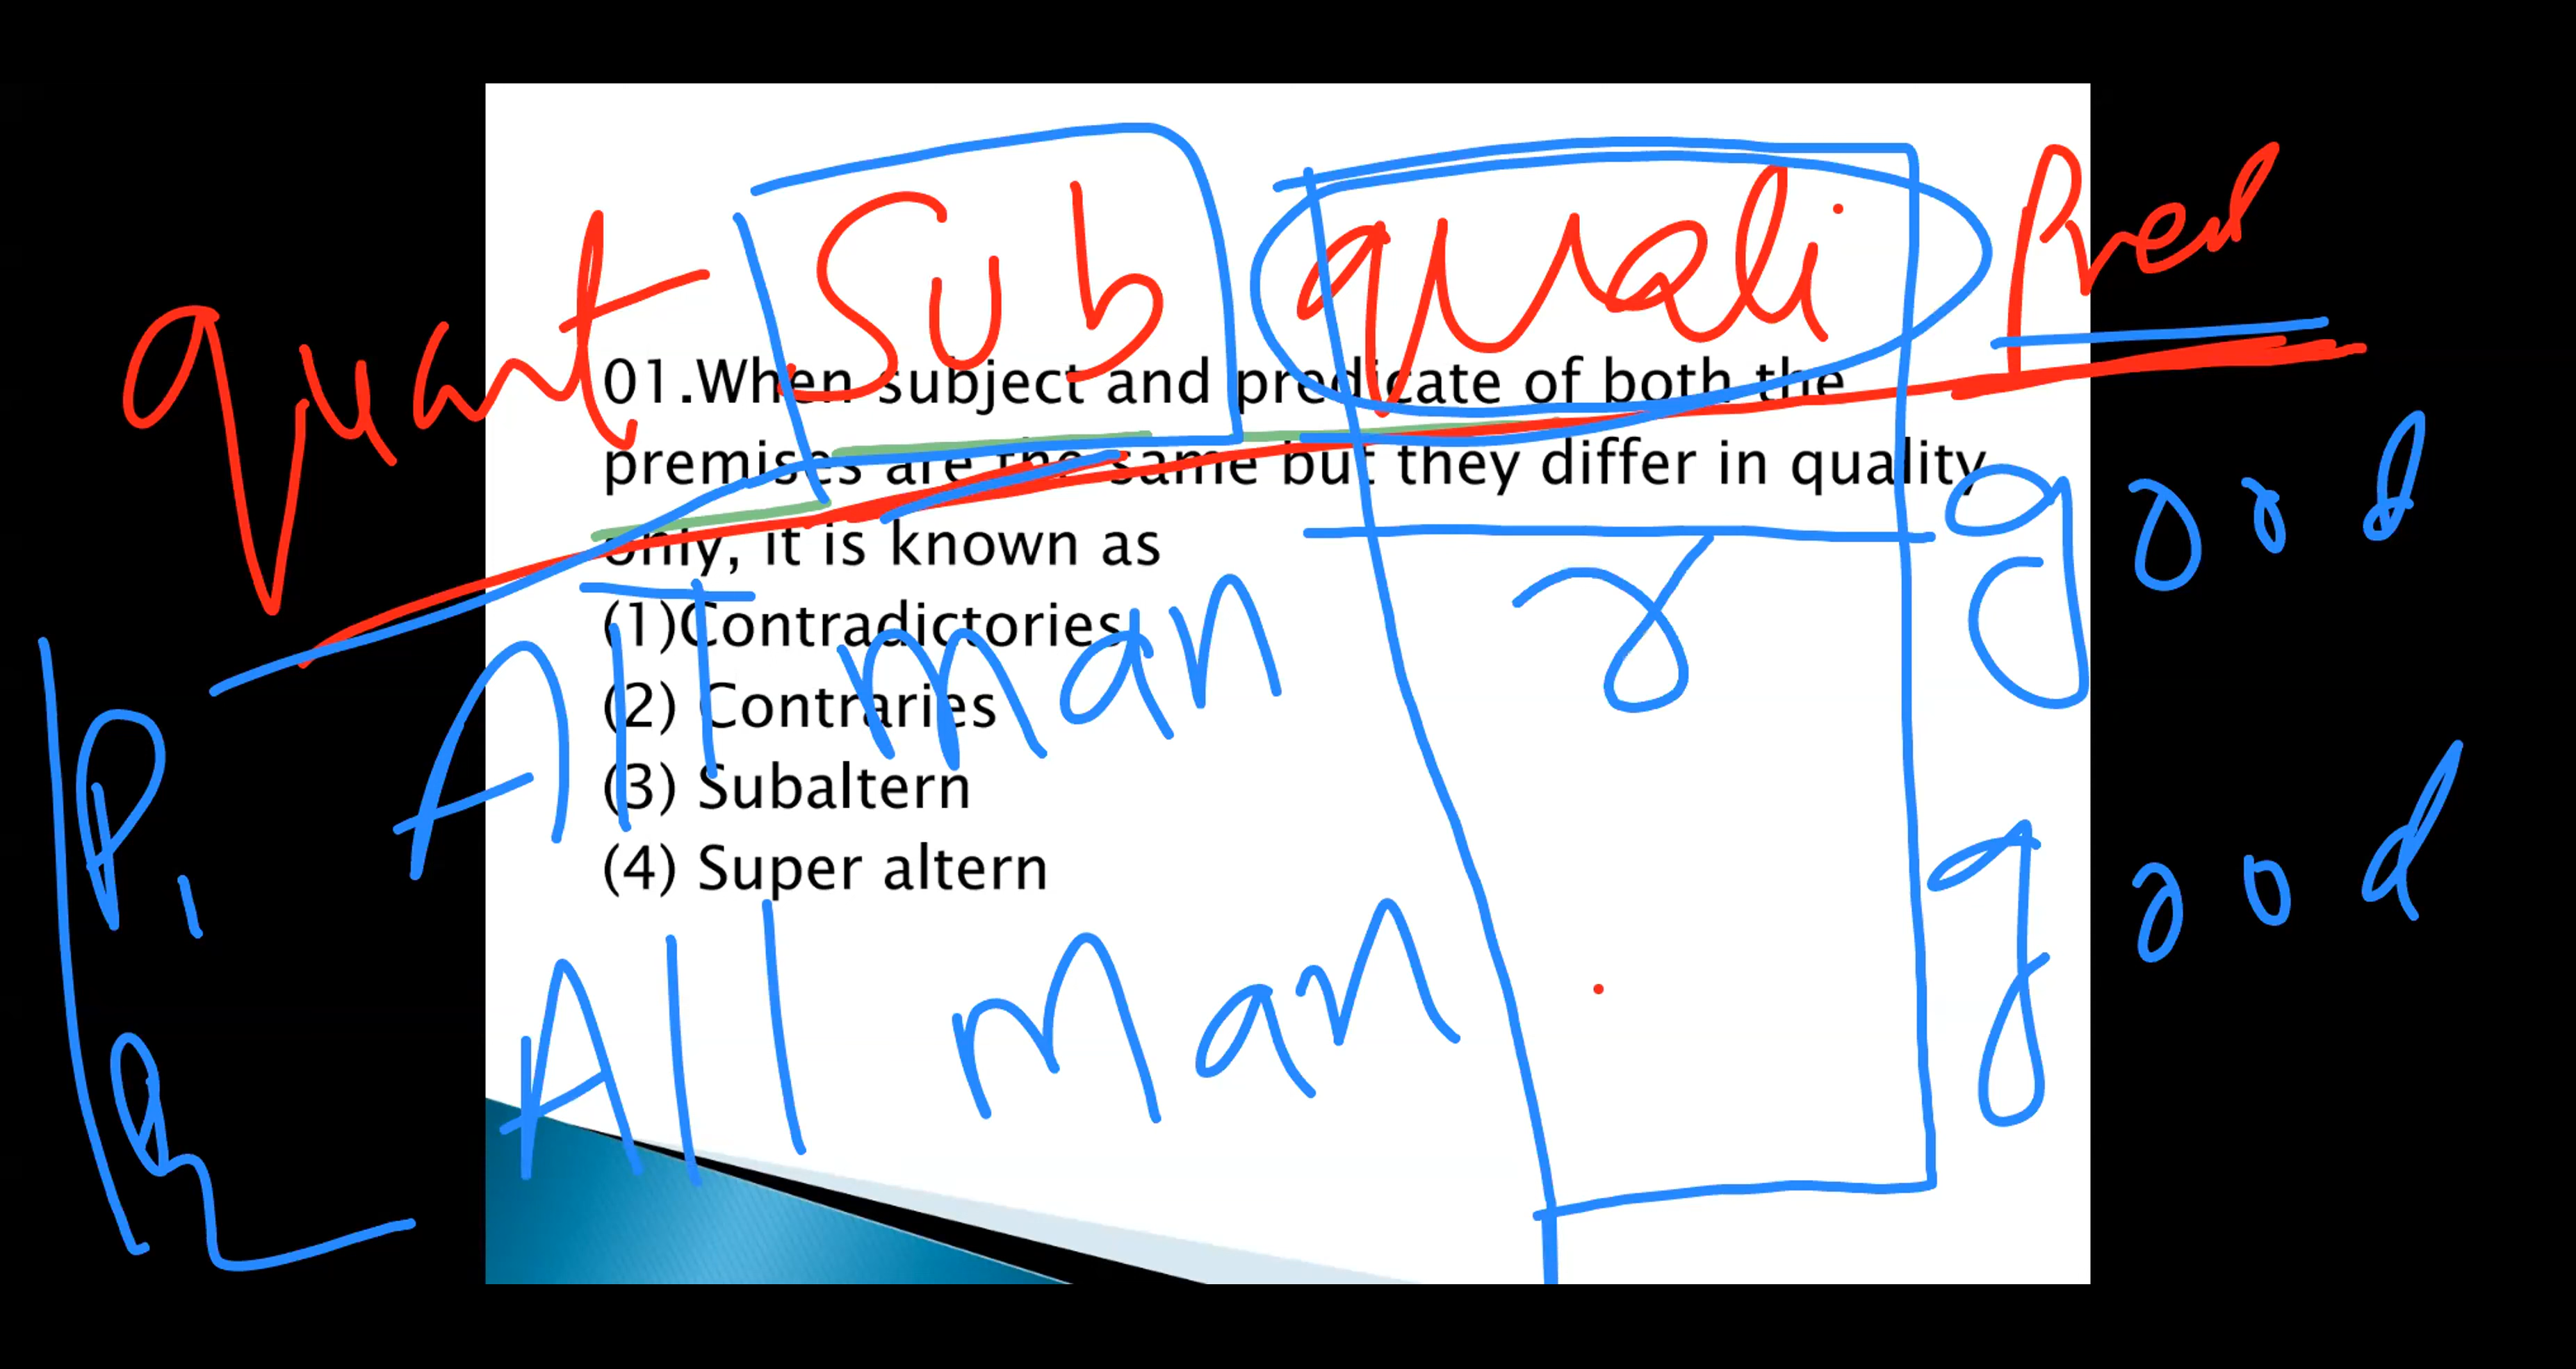 quant Sub quali Pred
01.When subject and predicate of both the
premises are the same but they differ in quality
only, it is known as
(1)Contradictories
(2) Contraries
(3) Subaltern
(4) Super altern
P1 All man good
All Man good